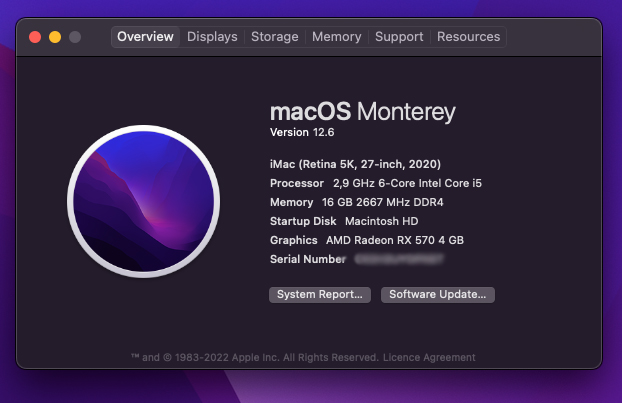 Overview Displays Storage Memory Support Resources
macOS Monterey
Version 12.6
iMac (Retina 5K, 27-inch, 2020)
Processor 2,9 GHz 6-Core Intel Core i5
Memory 16 GB 2667 MHz DDR4
Startup Disk Macintosh HD
Graphics AMD Radeon RX 570 4 GB
Serial Number
System Report... Software Update...
™ and © 1983-2022 Apple Inc. All Rights Reserved. Licence Agreement